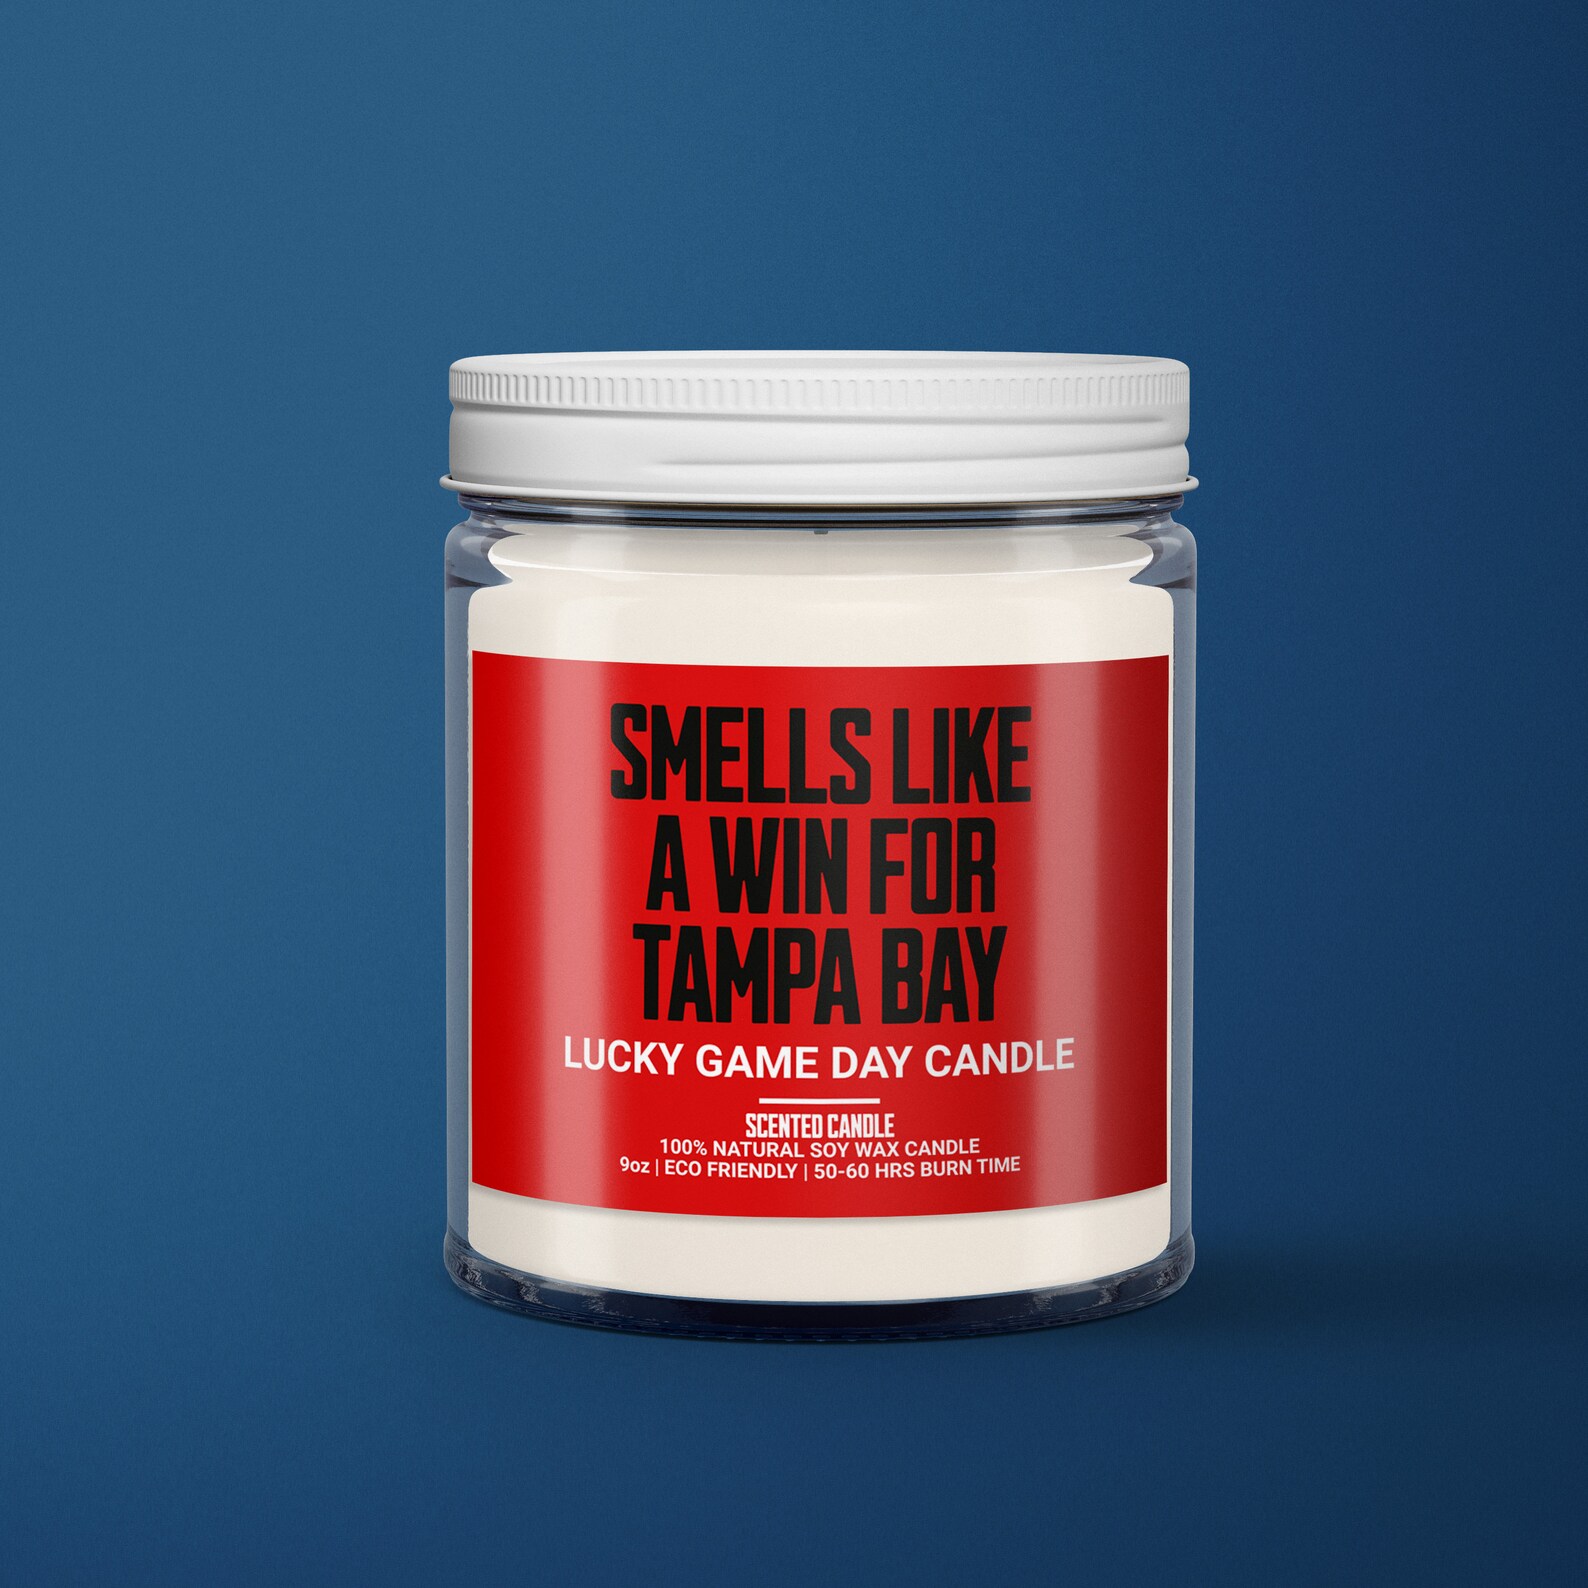 SMELLS LIKE
A WIN FOR
TAMPA BAY
LUCKY GAME DAY CANDLE
SCENTED CANDLE
100% NATURAL SOY WAX CANDLE
9oz | ECO FRIENDLY | 50-60 HRS BURN TIME